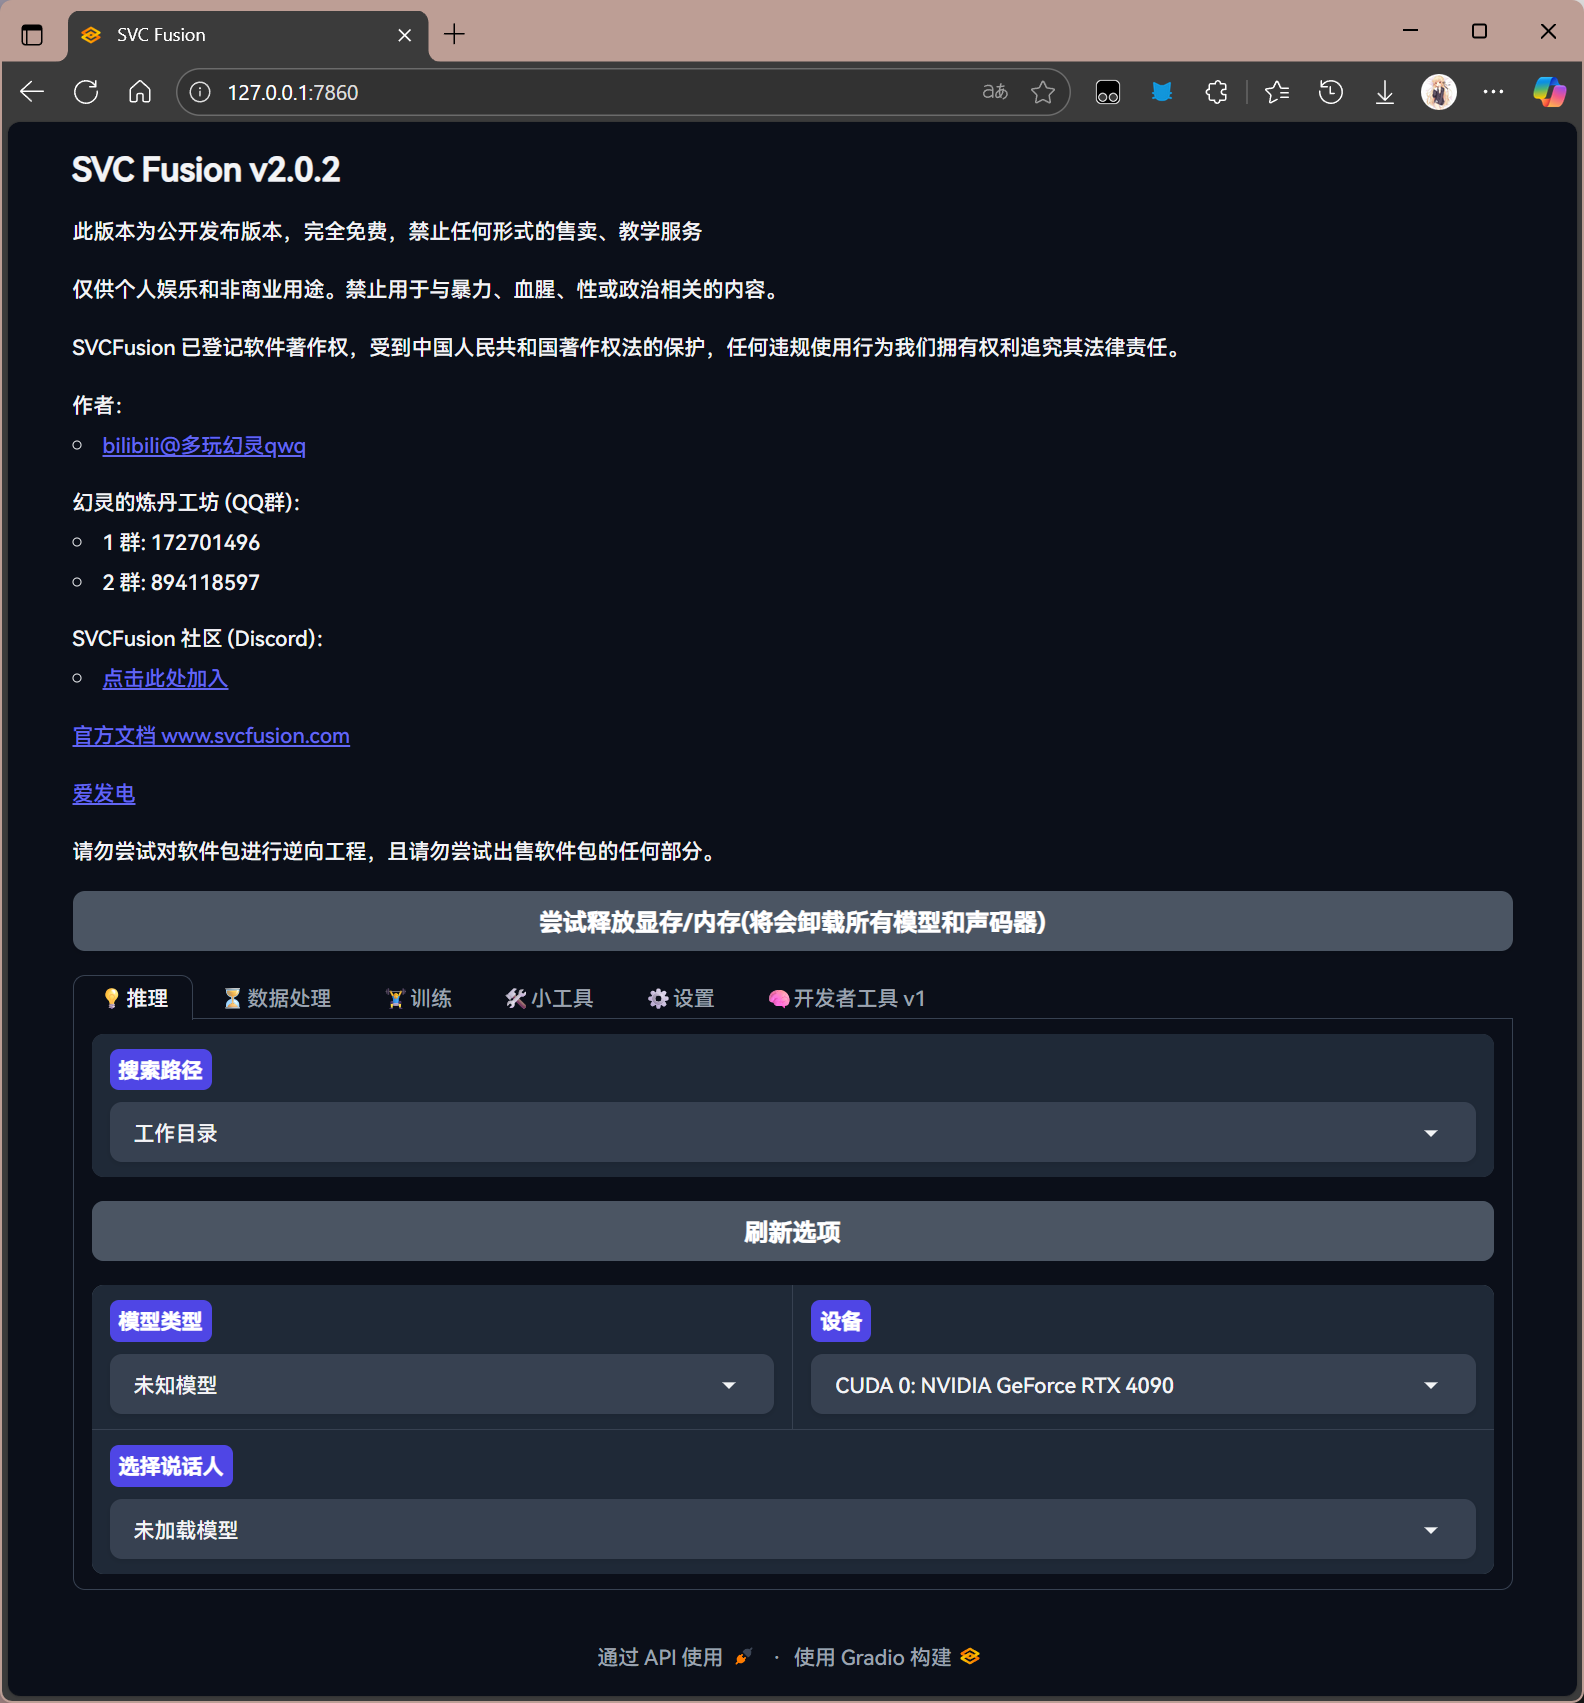 SVC Fusion
127.0.0.1:7860
aあ
SVC Fusion v2.0.2
此版本为公开发布版本，完全免费，禁止任何形式的售卖、教学服务
仅供个人娱乐和非商业用途。禁止用于与暴力、血腥、性或政治相关的内容。
SVCFusion 已登记软件著作权，受到中国人民共和国著作权法的保护，任何违规使用行为我们拥有权利追究其法律责任。
作者：
bilibili@多玩幻灵qwq
幻灵的炼丹工坊 (QQ群)：
1 群: 172701496
2 群: 894118597
SVCFusion 社区 (Discord)：
点击此处加入
官方文档 www.svcfusion.com
爱发电
请勿尝试对软件包进行逆向工程，且请勿尝试出售软件包的任何部分。
尝试释放显存/内存(将会卸载所有模型和声码器)
💡推理 ⏳数据处理 🏋️训练 🛠️小工具 ⚙️设置 🧠开发者工具 v1
搜索路径
工作目录
刷新选项
模型类型 设备
未知模型 CUDA 0: NVIDIA GeForce RTX 4090
选择说话人
未加载模型
通过 API 使用 · 使用 Gradio 构建